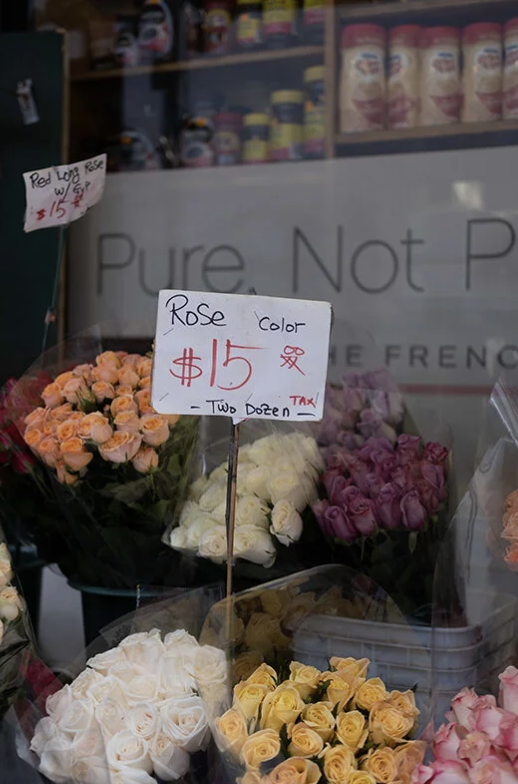 Red Long Rose
$15
Pure, Not P
Rose Color
$15
HE FRENC
TAX
- Two Dozen -